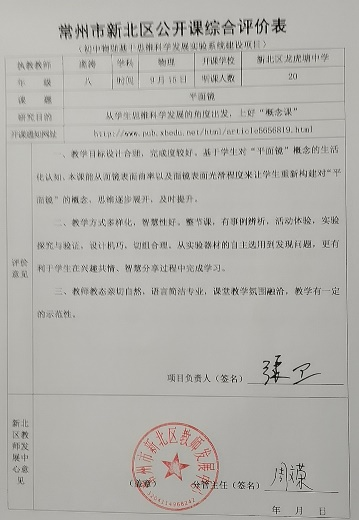 常州市新北区公开课综合评价表
(初中物理基于思维科学发展实验系统建设项目)
执教教师 学科 物理 开课学校 新北区龙虎塘中学
年 级 八 时间 9月15日 听课人数 20
课 题 平面镜
研究目的 从学生思维科学发展的角度出发，上好“概念课”
开课通知网址 http://www.pub.xbedu.net/html/article5656819.html
评价意见
一、教学目标设计合理，完成度较好。基于学生对“平面镜”概念的生活
化认知，本课能从面镜表面曲率以及面镜表面光滑程度来让学生重新构建对“平
面镜”的概念，思维逐步展开、及时提升。
二、教学方式多样化，智慧性好。整节课，有事例辨析，活动体验，实验
探究与验证，设计机巧、切组合理。从实验器材的自主选用到发现问题，更有
利于学生在兴趣共情、智慧分享过程中完成学习。
三、教师教态亲切自然，语言简洁专业，课堂教学氛围融洽，教学有一定
的示范性。
项目负责人（签名） 张卫
新北区教师发展中心意见
常州市新北区教师发展中心
（盖章） 分管主任（签名）
年 月 日